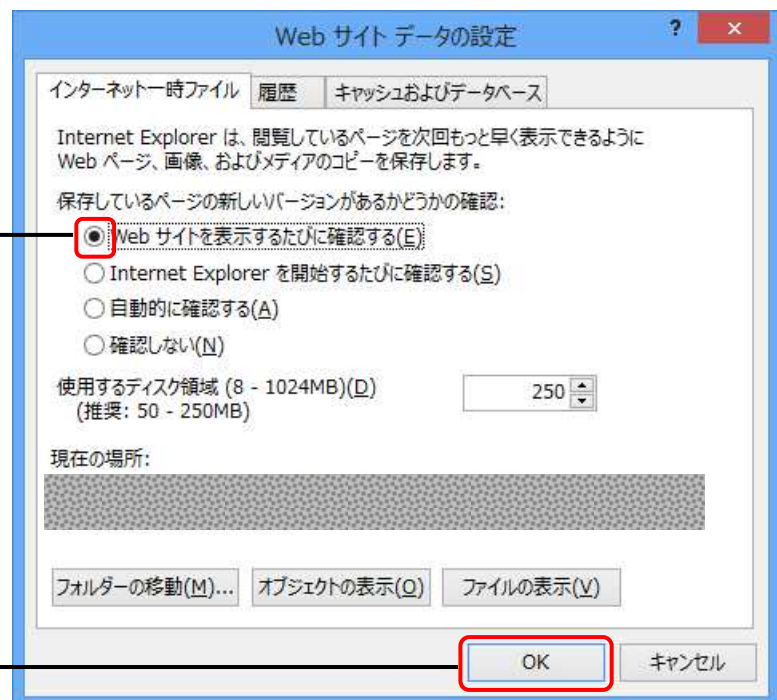 Web サイト データの設定
? ×
インターネット一時ファイル 履歴 キャッシュおよびデータベース
Internet Explorer は、閲覧しているページを次回もっと早く表示できるように
Web ページ、画像、およびメディアのコピーを保存します。
保存しているページの新しいバージョンがあるかどうかの確認:
Web サイトを表示するたびに確認する(E)
Internet Explorer を開始するたびに確認する(S)
自動的に確認する(A)
確認しない(N)
使用するディスク領域 (8 - 1024MB)(D) 250
(推奨: 50 - 250MB)
現在の場所:
フォルダーの移動(M)... オブジェクトの表示(O) ファイルの表示(V)
OK キャンセル